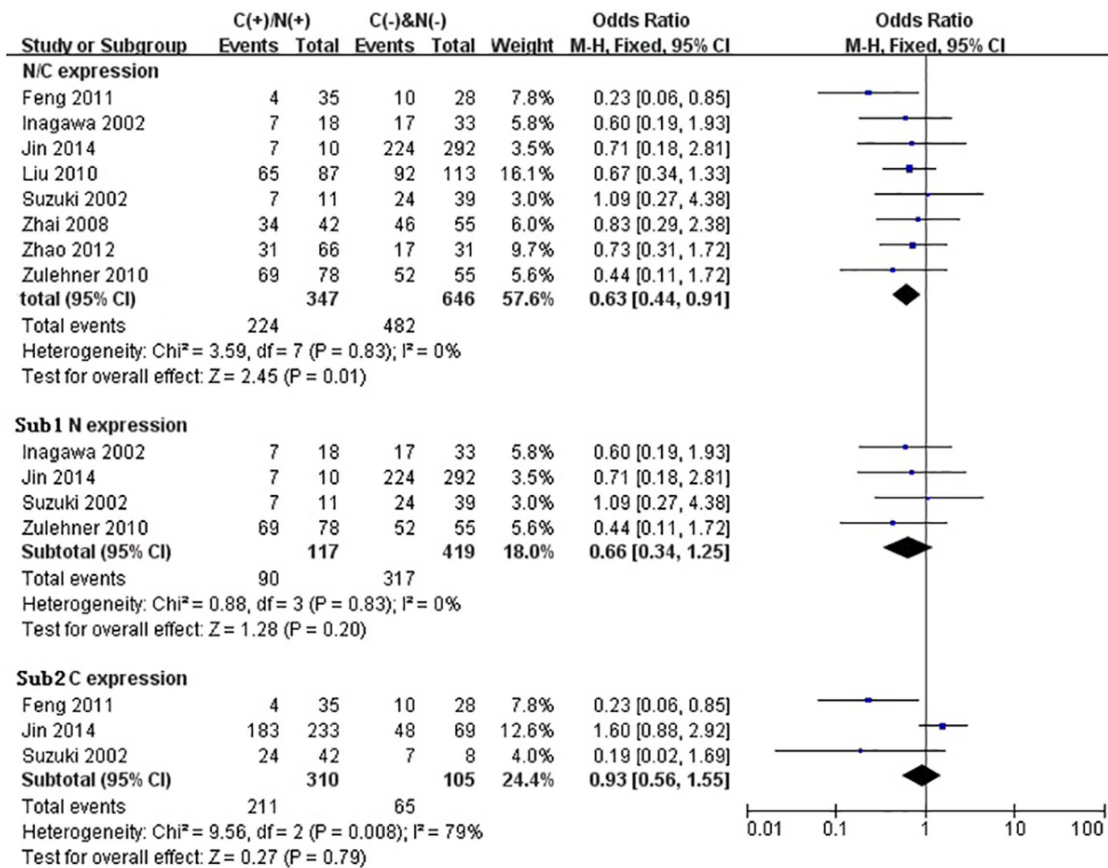 C(+)/N(+) C(-)&N(-) Odds Ratio Odds Ratio
Study or Subgroup Events Total Events Total Weight M-H, Fixed, 95% CI M-H, Fixed, 95% CI
N/C expression
Feng 2011 4 35 10 28 7.8% 0.23 [0.06, 0.85]
Inagawa 2002 7 18 17 33 5.8% 0.60 [0.19, 1.93]
Jin 2014 7 10 224 292 3.5% 0.71 [0.18, 2.81]
Liu 2010 65 87 92 113 16.1% 0.67 [0.34, 1.33]
Suzuki 2002 7 11 24 39 3.0% 1.09 [0.27, 4.38]
Zhai 2008 34 42 46 55 5.5% 0.83 [0.29, 2.38]
Zhao 2012 31 66 17 31 9.7% 0.73 [0.31, 1.72]
Zulehner 2010 69 78 52 55 5.6% 0.44 [0.11, 1.72]
total (95% CI) 347 646 57.6% 0.63 [0.44, 0.91]
Total events 224 482
Heterogeneity: Chi² = 3.59, df = 7 (P = 0.83); I² = 0%
Test for overall effect: Z = 2.45 (P = 0.01)
Sub1 N expression
Inagawa 2002 7 18 17 33 5.8% 0.60 [0.19, 1.93]
Jin 2014 7 10 224 292 3.5% 0.71 [0.18, 2.81]
Suzuki 2002 7 11 24 39 3.0% 1.09 [0.27, 4.38]
Zulehner 2010 69 78 52 55 5.6% 0.44 [0.11, 1.72]
Subtotal (95% CI) 117 419 18.0% 0.66 [0.34, 1.25]
Total events 90 317
Heterogeneity: Chi² = 0.88, df = 3 (P = 0.83); I² = 0%
Test for overall effect: Z = 1.28 (P = 0.20)
Sub2 C expression
Feng 2011 4 35 10 28 7.8% 0.23 [0.06, 0.85]
Jin 2014 183 233 48 69 12.6% 1.60 [0.88, 2.92]
Suzuki 2002 24 42 7 8 4.0% 0.19 [0.02, 1.69]
Subtotal (95% CI) 310 105 24.4% 0.93 [0.56, 1.55]
Total events 211 65
Heterogeneity: Chi² = 9.56, df = 2 (P = 0.008); I² = 79%
Test for overall effect: Z = 0.27 (P = 0.79)
0.01 0.1 1 10 100